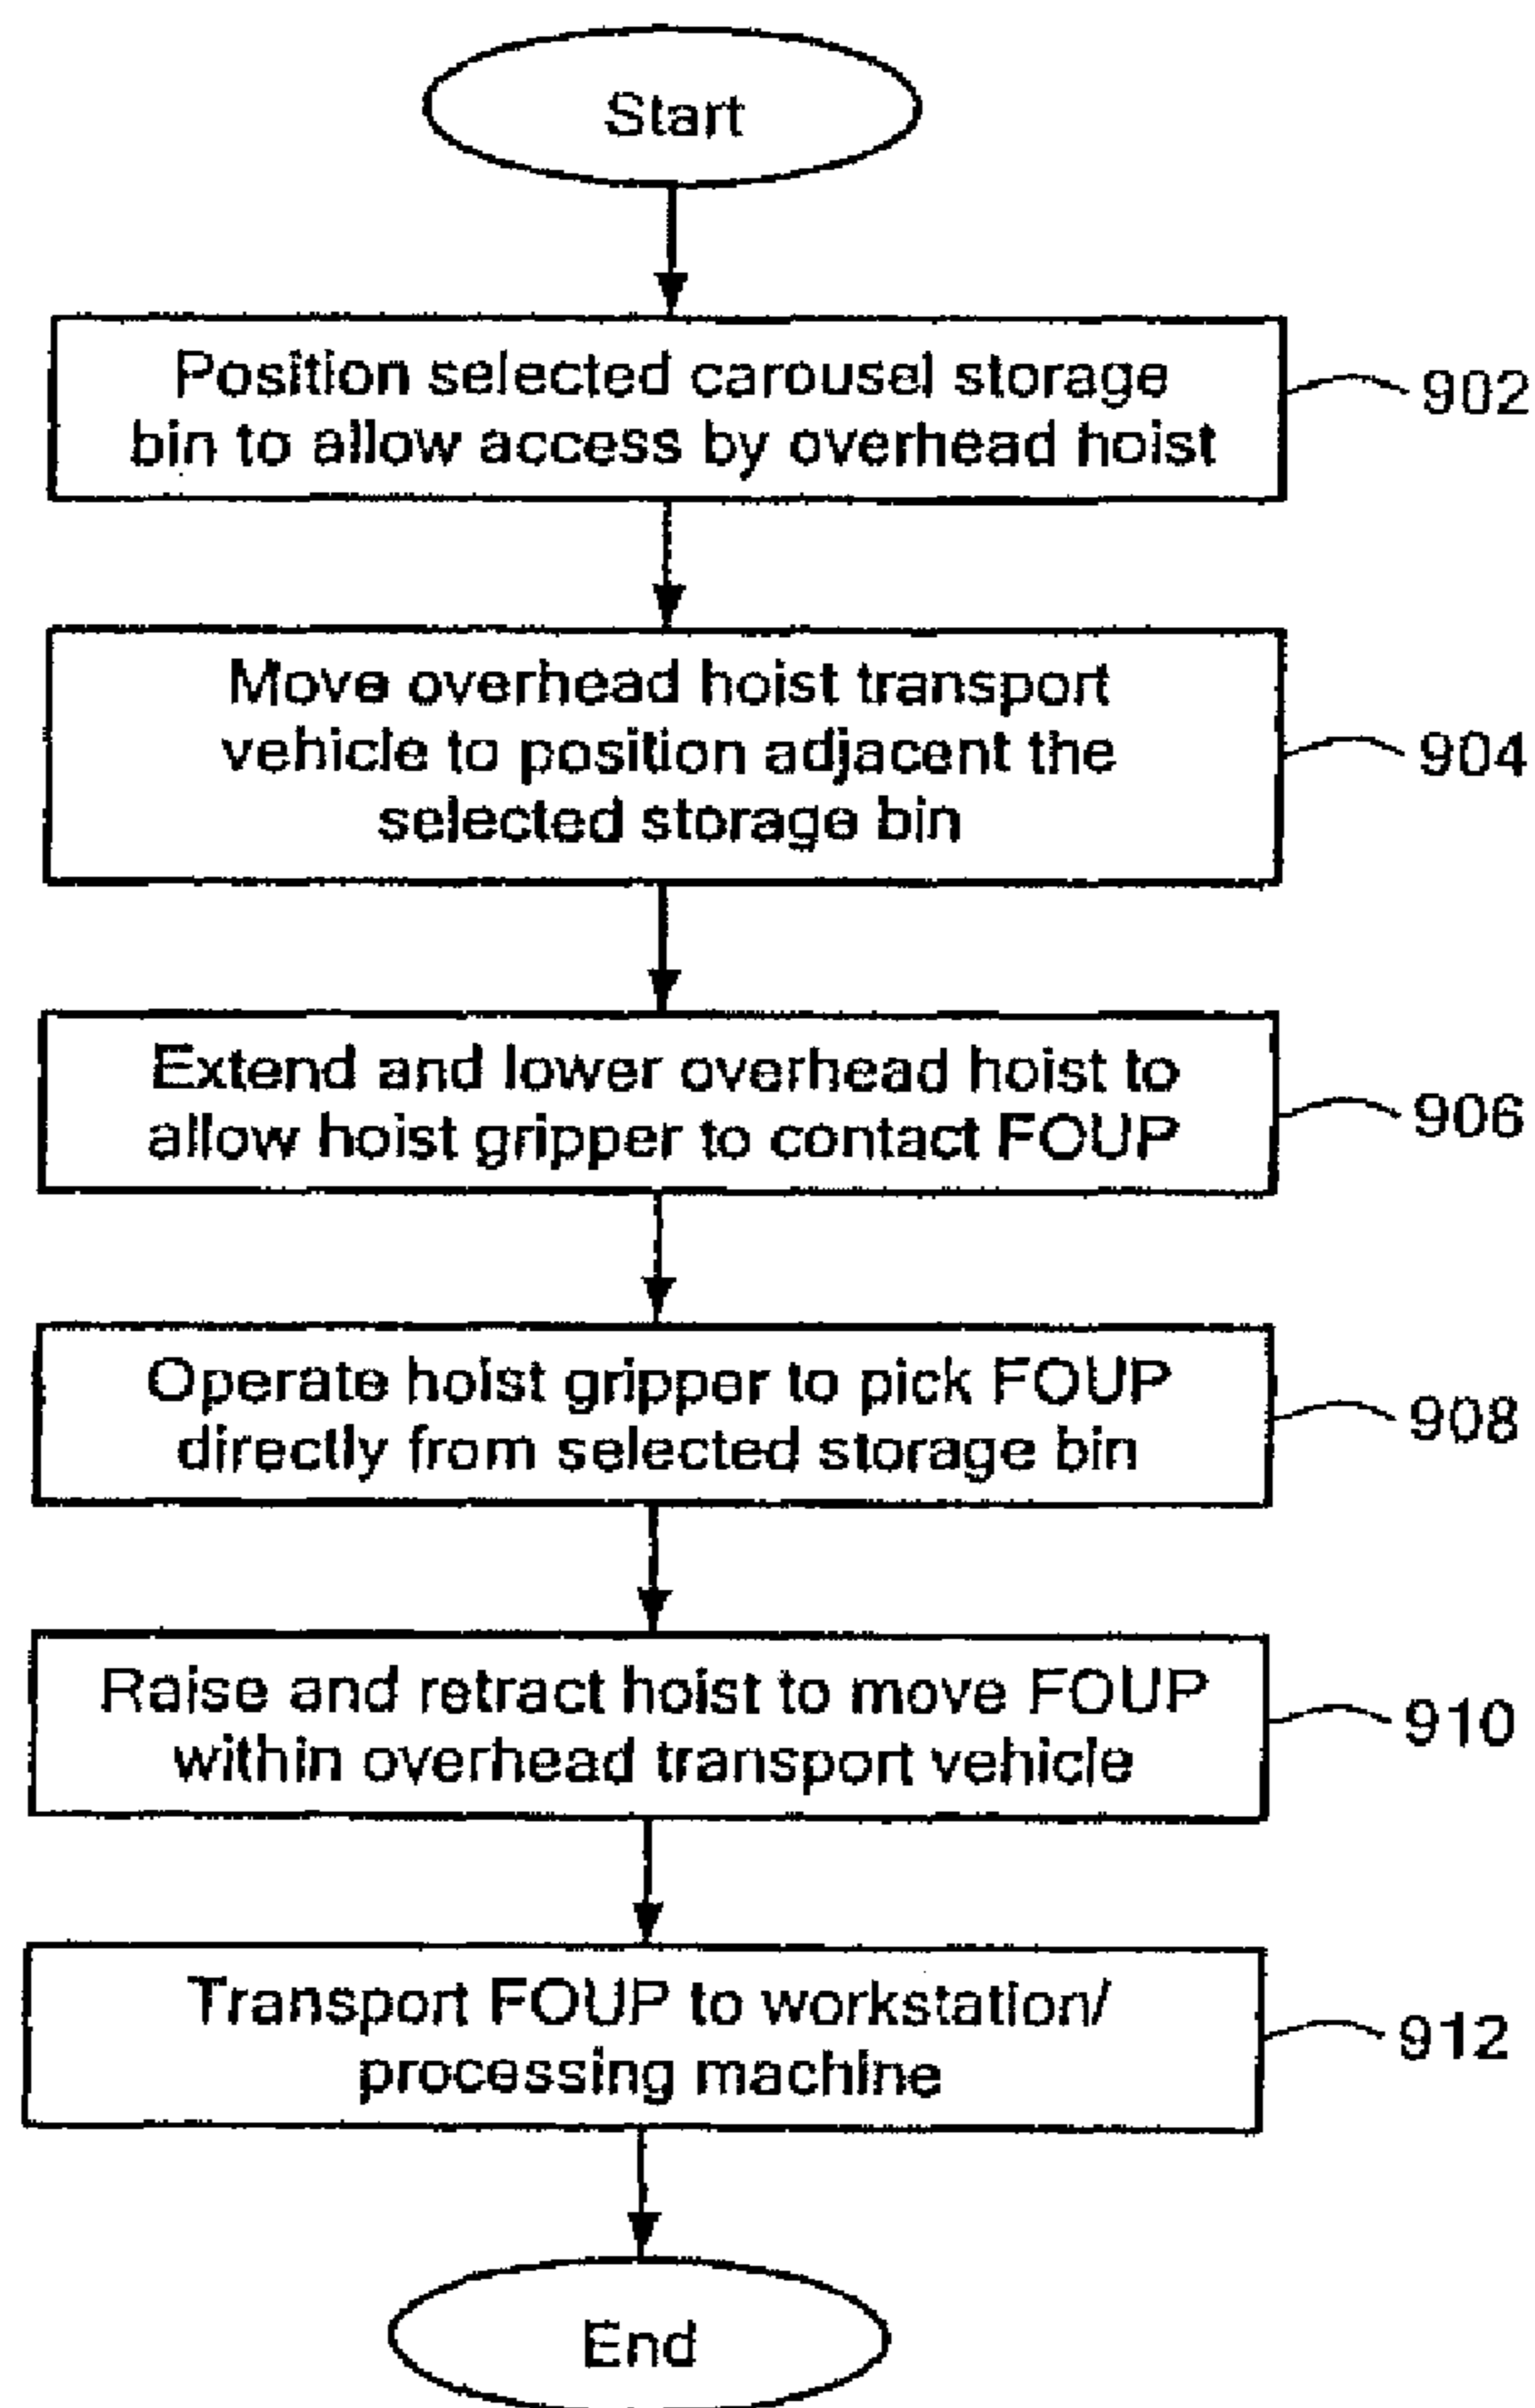 Start
Position selected carousel storage
bin to allow access by overhead hoist
902
Move overhead hoist transport
vehicle to position adjacent the
selected storage bin
904
Extend and lower overhead hoist to
allow hoist gripper to contact FOUP
906
Operate hoist gripper to pick FOUP
directly from selected storage bin
908
Raise and retract hoist to move FOUP
within overhead transport vehicle
910
Transport FOUP to workstation/
processing machine
912
End